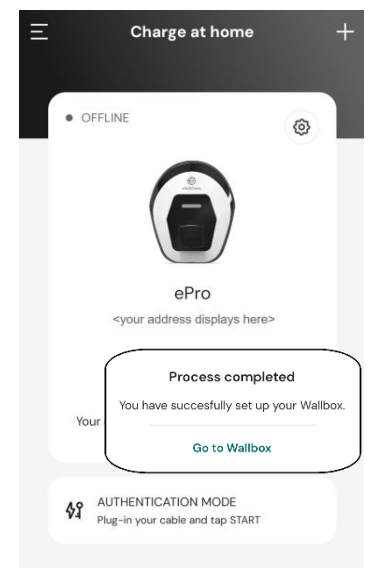 Charge at home
OFFLINE
ePro
<your address displays here>
Process completed
You have succesfully set up your Wallbox.
Your
Go to Wallbox
AUTHENTICATION MODE
Plug-in your cable and tap START